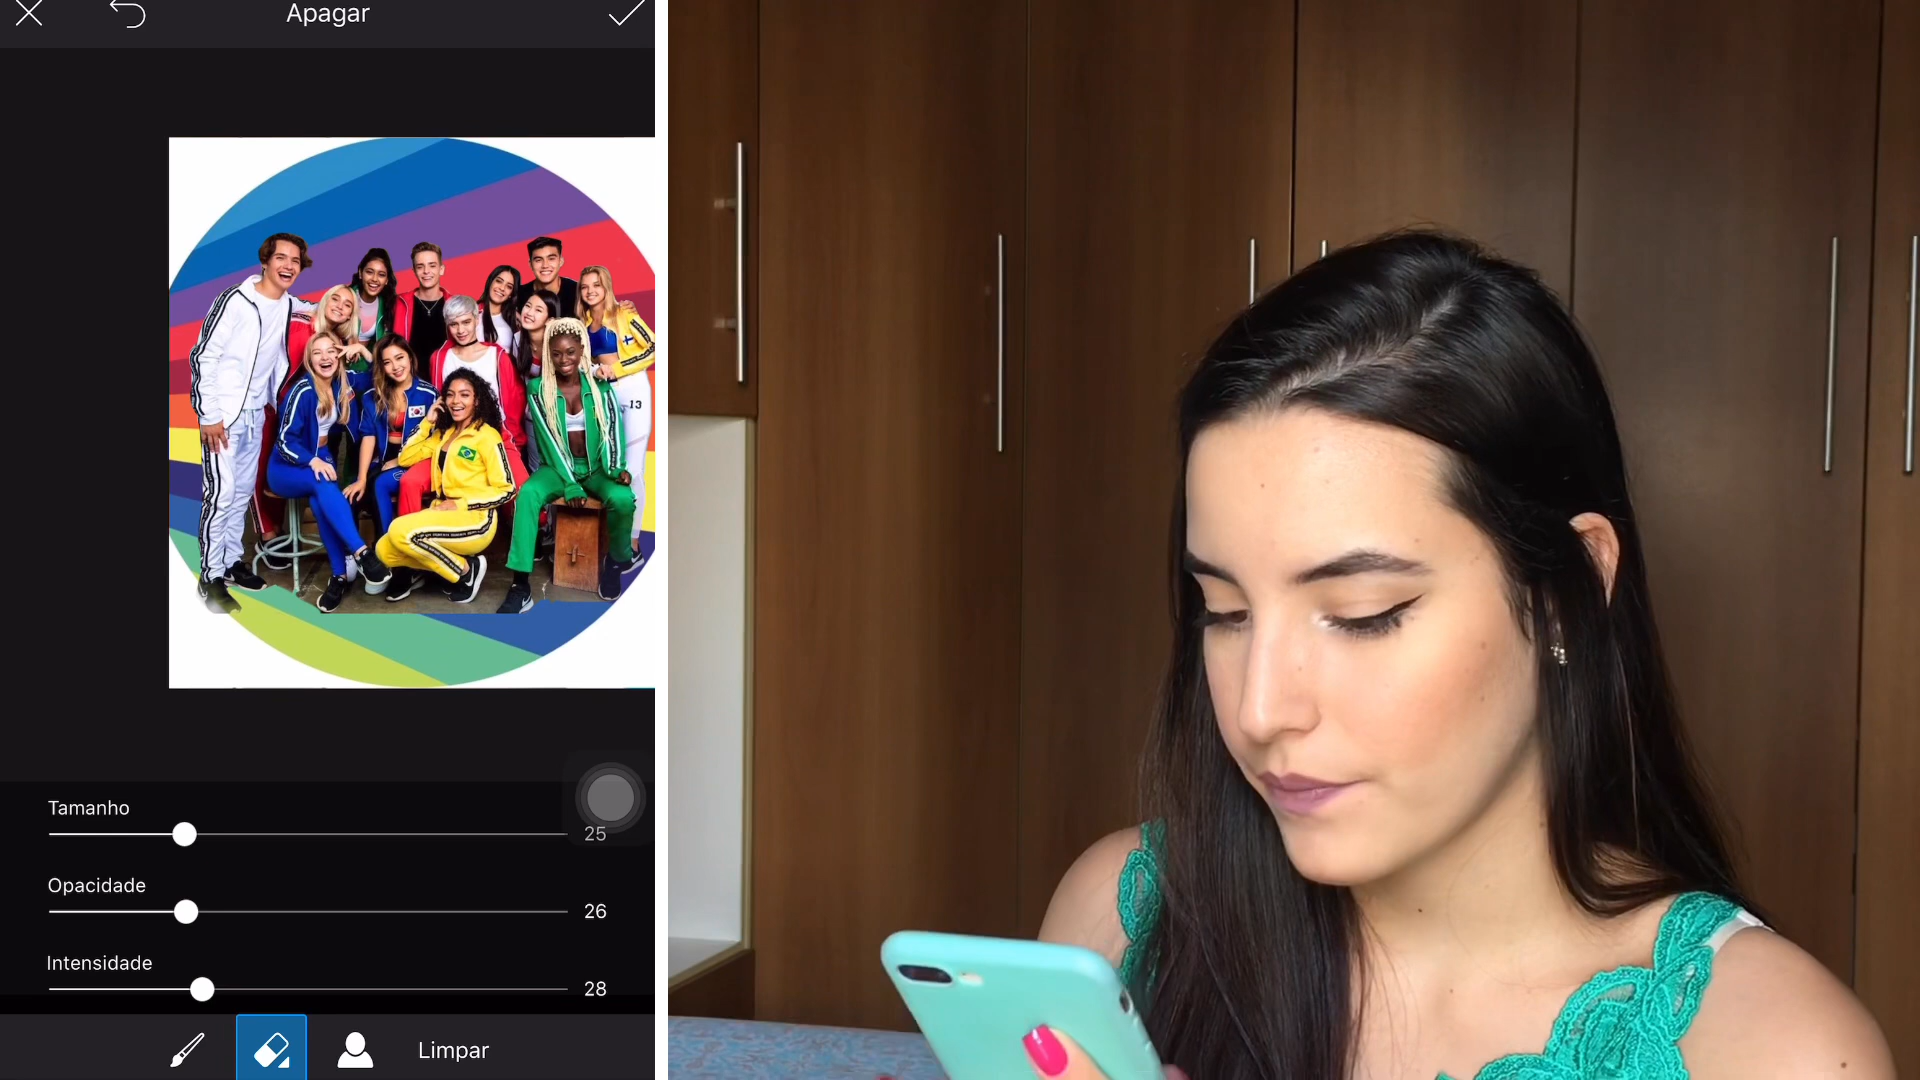 Apagar
13
Tamanho
25
Opacidade
26
Intensidade
28
Limpar